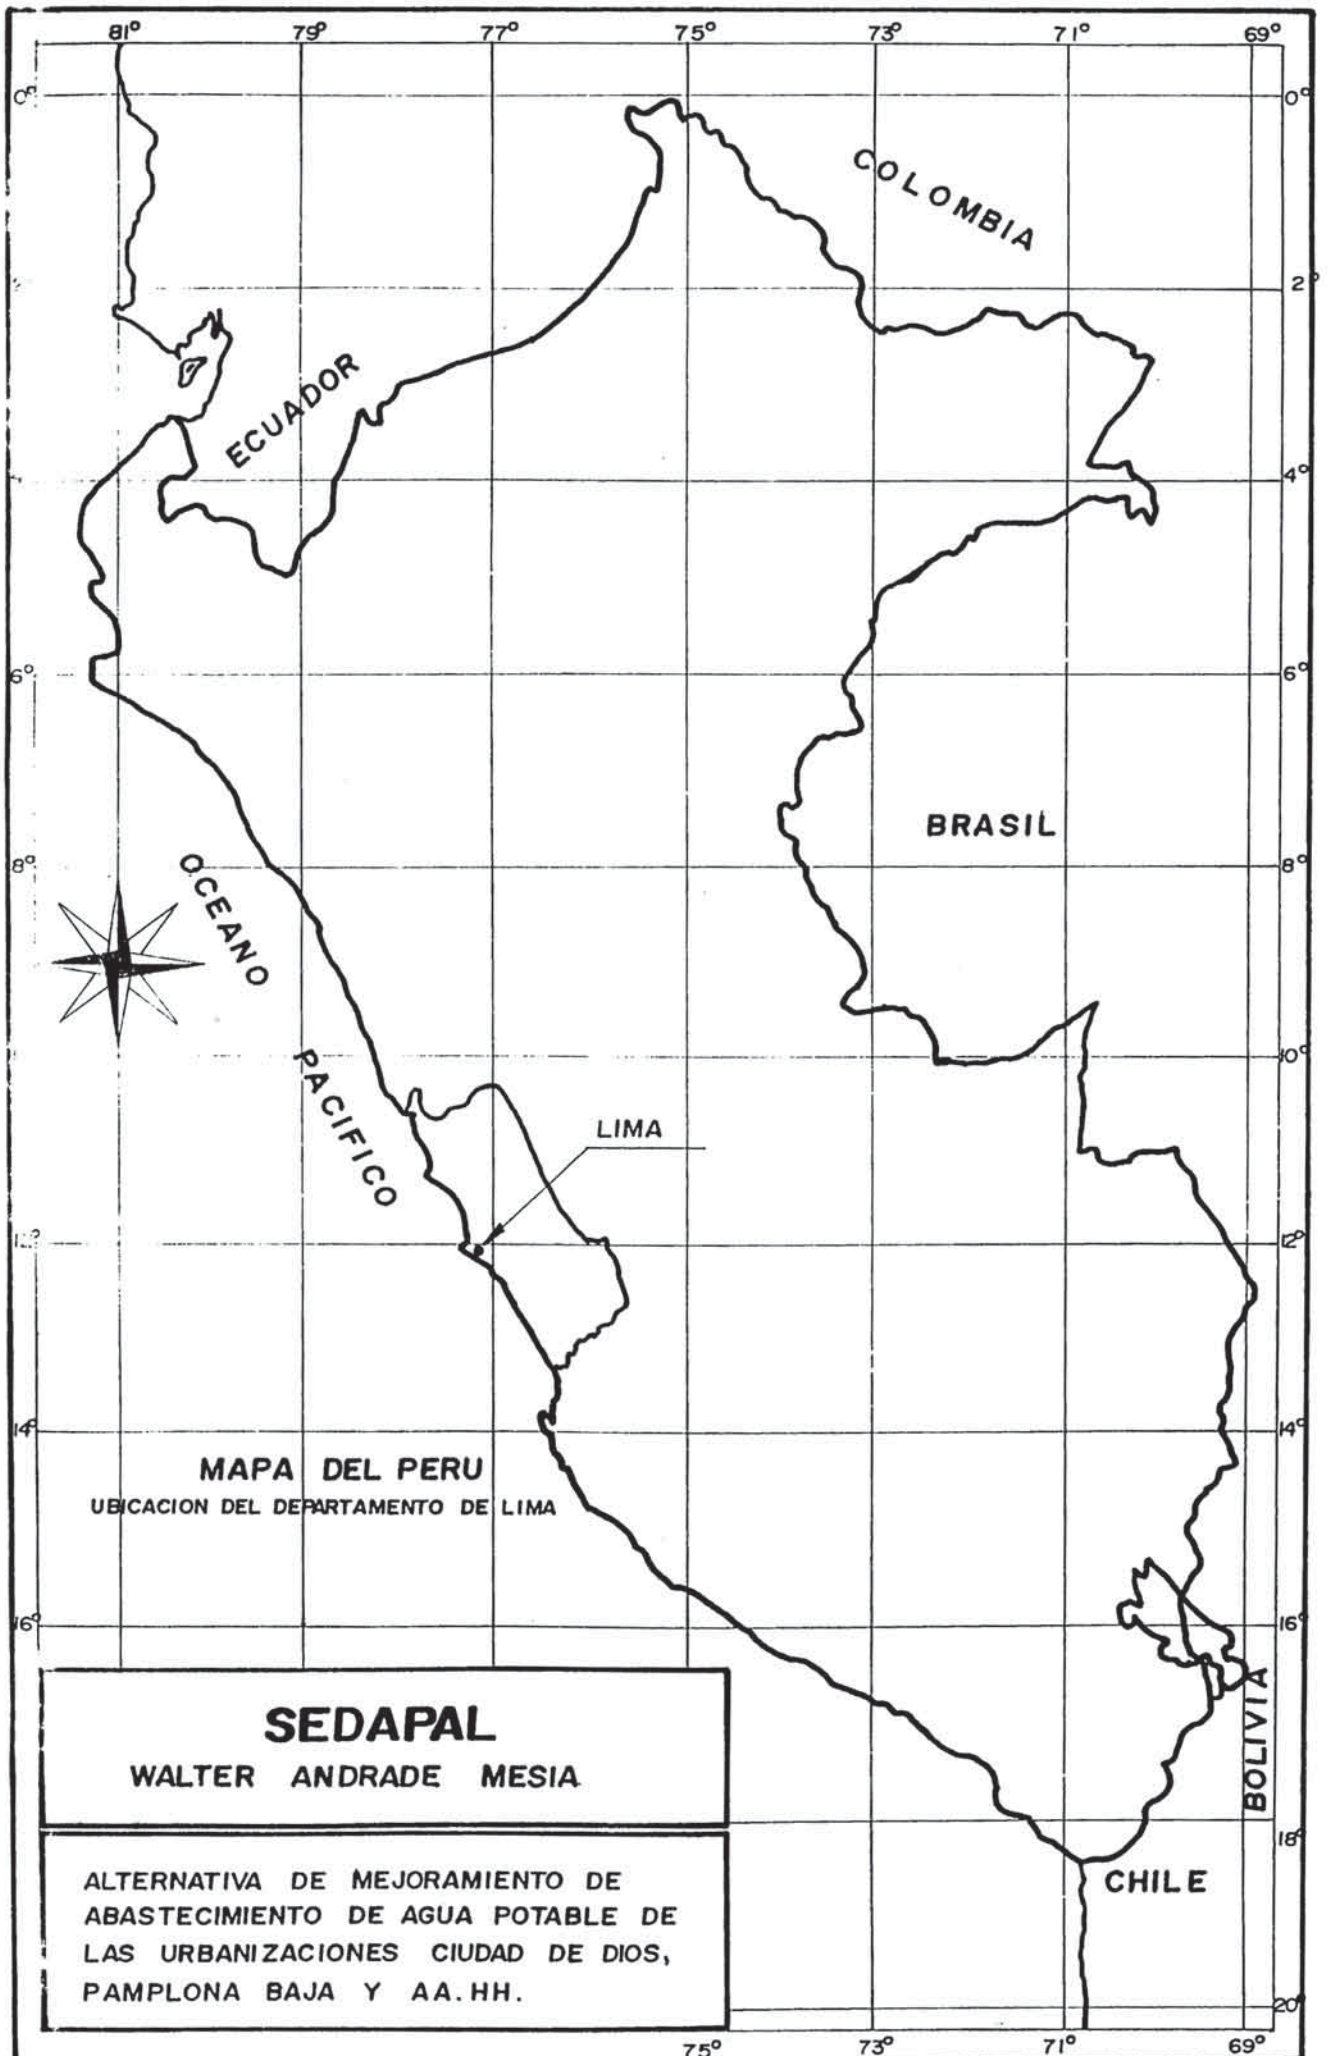 81° 79° 77° 75° 73° 71° 69°
0° 0°
COLOMBIA
2°
ECUADOR
4°
6° 6°
BRASIL
8° 8°
OCEANO
PACIFICO
10°
LIMA
12° 12°
14° 14°
MAPA DEL PERU
UBICACION DEL DEPARTAMENTO DE LIMA
16° 16°
BOLIVIA
SEDAPAL
WALTER ANDRADE MESIA
18°
CHILE
ALTERNATIVA DE MEJORAMIENTO DE
ABASTECIMIENTO DE AGUA POTABLE DE
LAS URBANIZACIONES CIUDAD DE DIOS,
PAMPLONA BAJA Y AA.HH.
20°
75° 73° 71° 69°